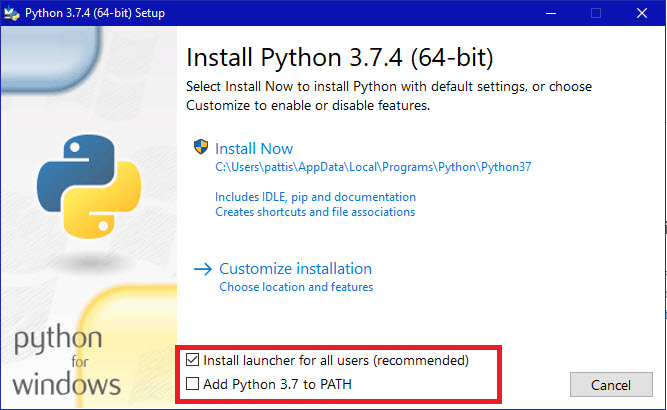 Python 3.7.4 (64-bit) Setup
Install Python 3.7.4 (64-bit)
Select Install Now to install Python with default settings, or choose
Customize to enable or disable features.
Install Now
C:\Users\pattis\AppData\Local\Programs\Python\Python37
Includes IDLE, pip and documentation
Creates shortcuts and file associations
Customize installation
Choose location and features
python
for
windows
Install launcher for all users (recommended)
Add Python 3.7 to PATH
Cancel